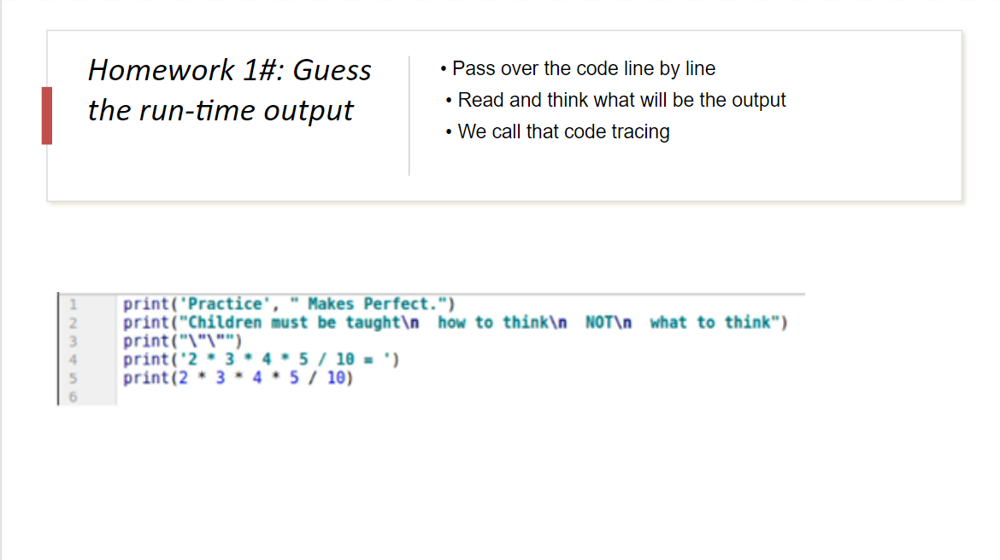 Homework 1#: Guess
the run-time output
• Pass over the code line by line
• Read and think what will be the output
• We call that code tracing
1 print('Practice', " Makes Perfect.")
2 print("Children must be taught\n  how to think\n  NOT\n  what to think")
3 print("\"\"")
4 print('2 * 3 * 4 * 5 / 10 = ')
5 print(2 * 3 * 4 * 5 / 10)
6